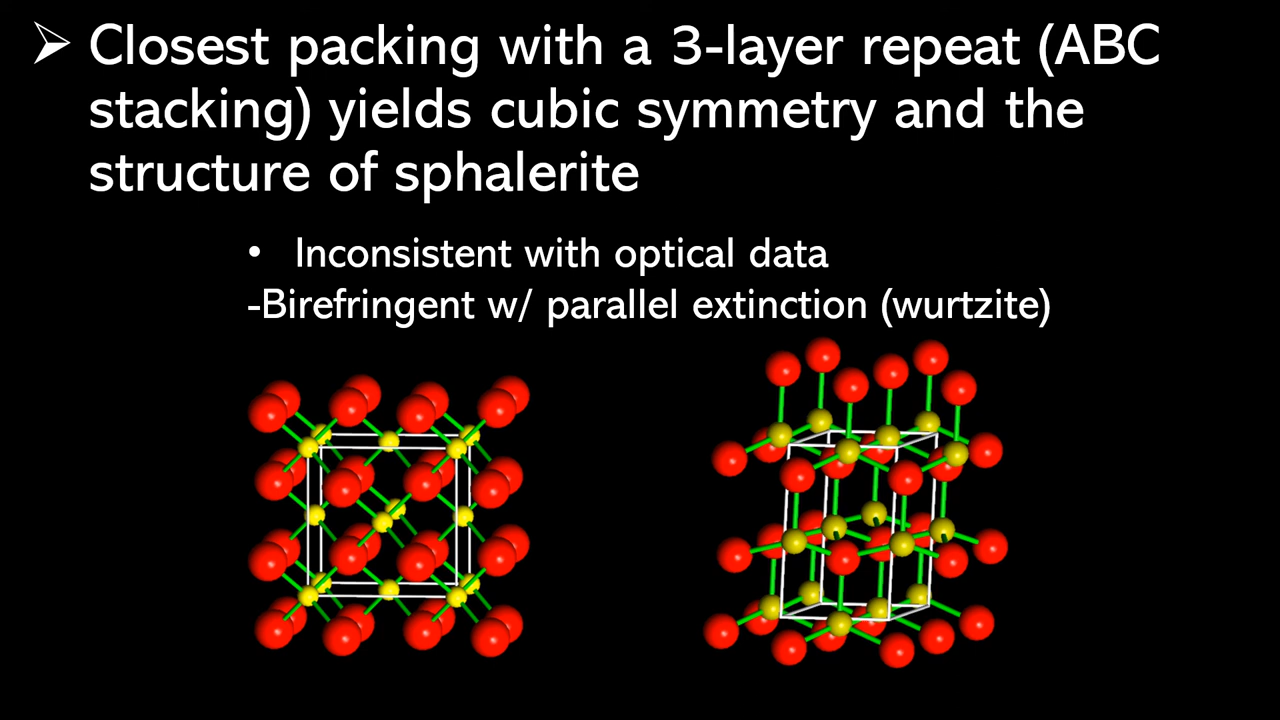 ➢ Closest packing with a 3-layer repeat (ABC
stacking) yields cubic symmetry and the
structure of sphalerite
• Inconsistent with optical data
-Birefringent w/ parallel extinction (wurtzite)